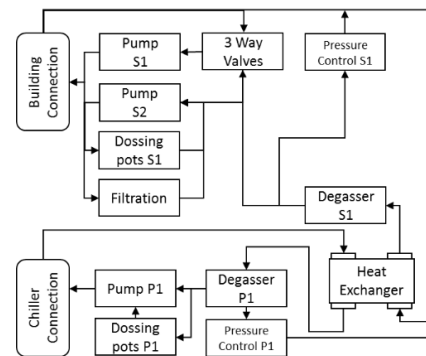 Building
Connection
Pump
S1
3 Way
Valves
Pressure
Control S1
Pump
S2
Dossing
pots S1
Filtration
Degasser
S1
Chiller
Connection
Pump P1
Dossing
pots P1
Degasser
P1
Pressure
Control P1
Heat
Exchanger